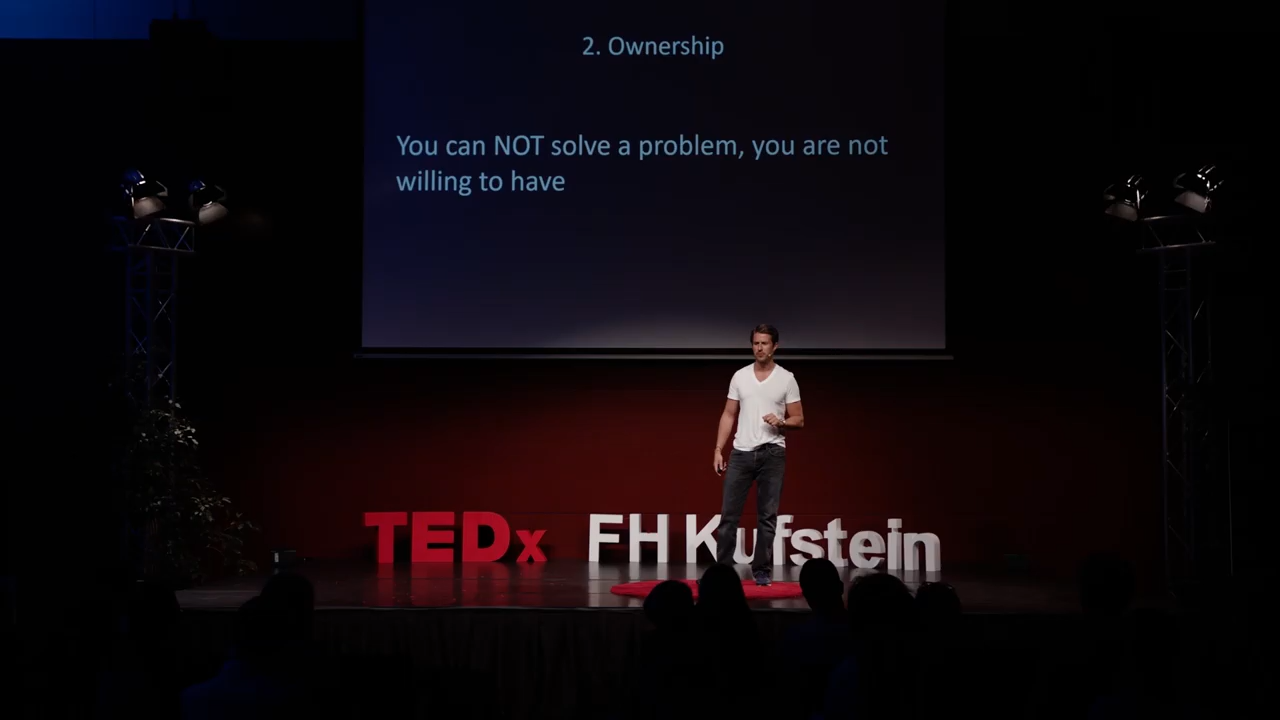 2. Ownership
You can NOT solve a problem, you are not
willing to have
TEDx FH Kufstein